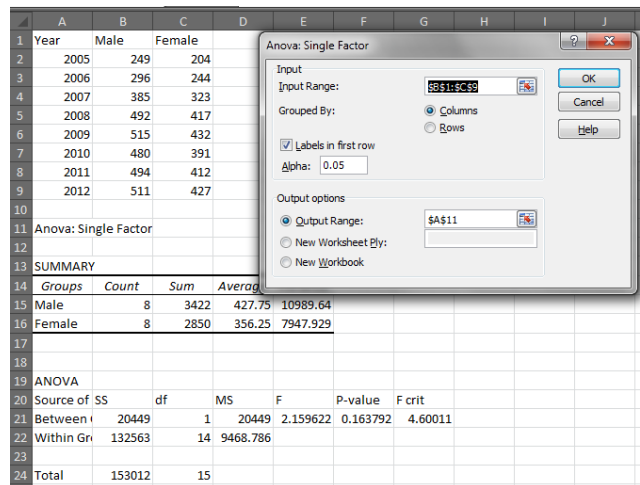 A B C D E F G H I J
1 Year Male Female
2 2005 249 204
3 2006 296 244
4 2007 385 323
5 2008 492 417
6 2009 515 432
7 2010 480 391
8 2011 494 412
9 2012 511 427
10
11 Anova: Single Factor
12
13 SUMMARY
14 Groups Count Sum Averag
15 Male 8 3422 427.75 10989.64
16 Female 8 2850 356.25 7947.929
17
18
19 ANOVA
20 Source of SS df MS F P-value F crit
21 Between 20449 1 20449 2.159622 0.163792 4.60011
22 Within Gr 132563 14 9468.786
23
24 Total 153012 15
Anova: Single Factor
?
Input
Input Range: $B$1:$C$9
Grouped By: Columns
Rows
Labels in first row
Alpha: 0.05
Output options
Output Range: $A$11
New Worksheet Ply:
New Workbook
OK
Cancel
Help